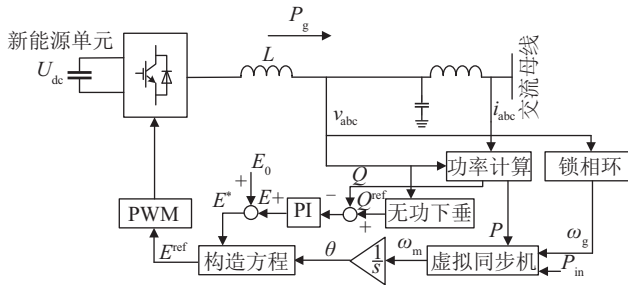 P_g
新能源单元
L
U_dc
交流母线
v_abc
i_abc
E_0
Q
功率计算
锁相环
+
E* E+ PI − Q^ref 无功下垂
+
PWM
P
ω_g
E^ref
构造方程
θ
1/s
ω_m
虚拟同步机
P_in